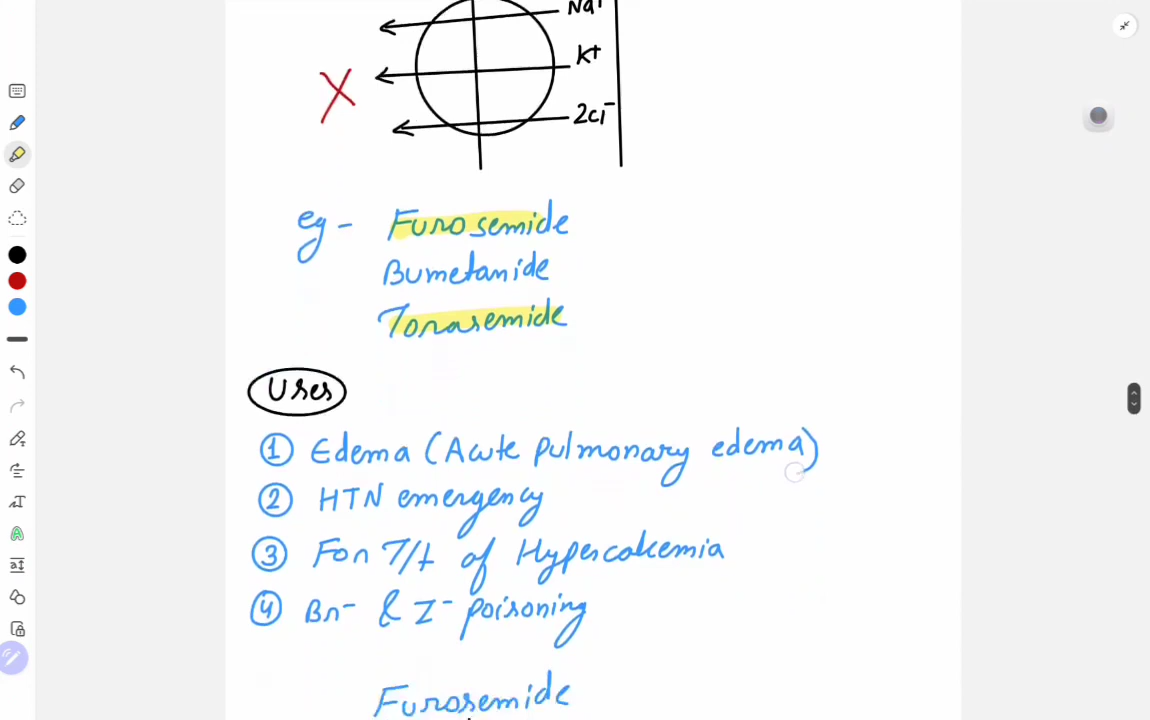 Na+
K+
2Cl-
X
eg - Furosemide
Bumetanide
Torasemide
Uses
① Edema (Acute pulmonary edema)
② HTN emergency
③ For T/t of Hypercalcemia
④ Br- & I- poisoning
Furosemide